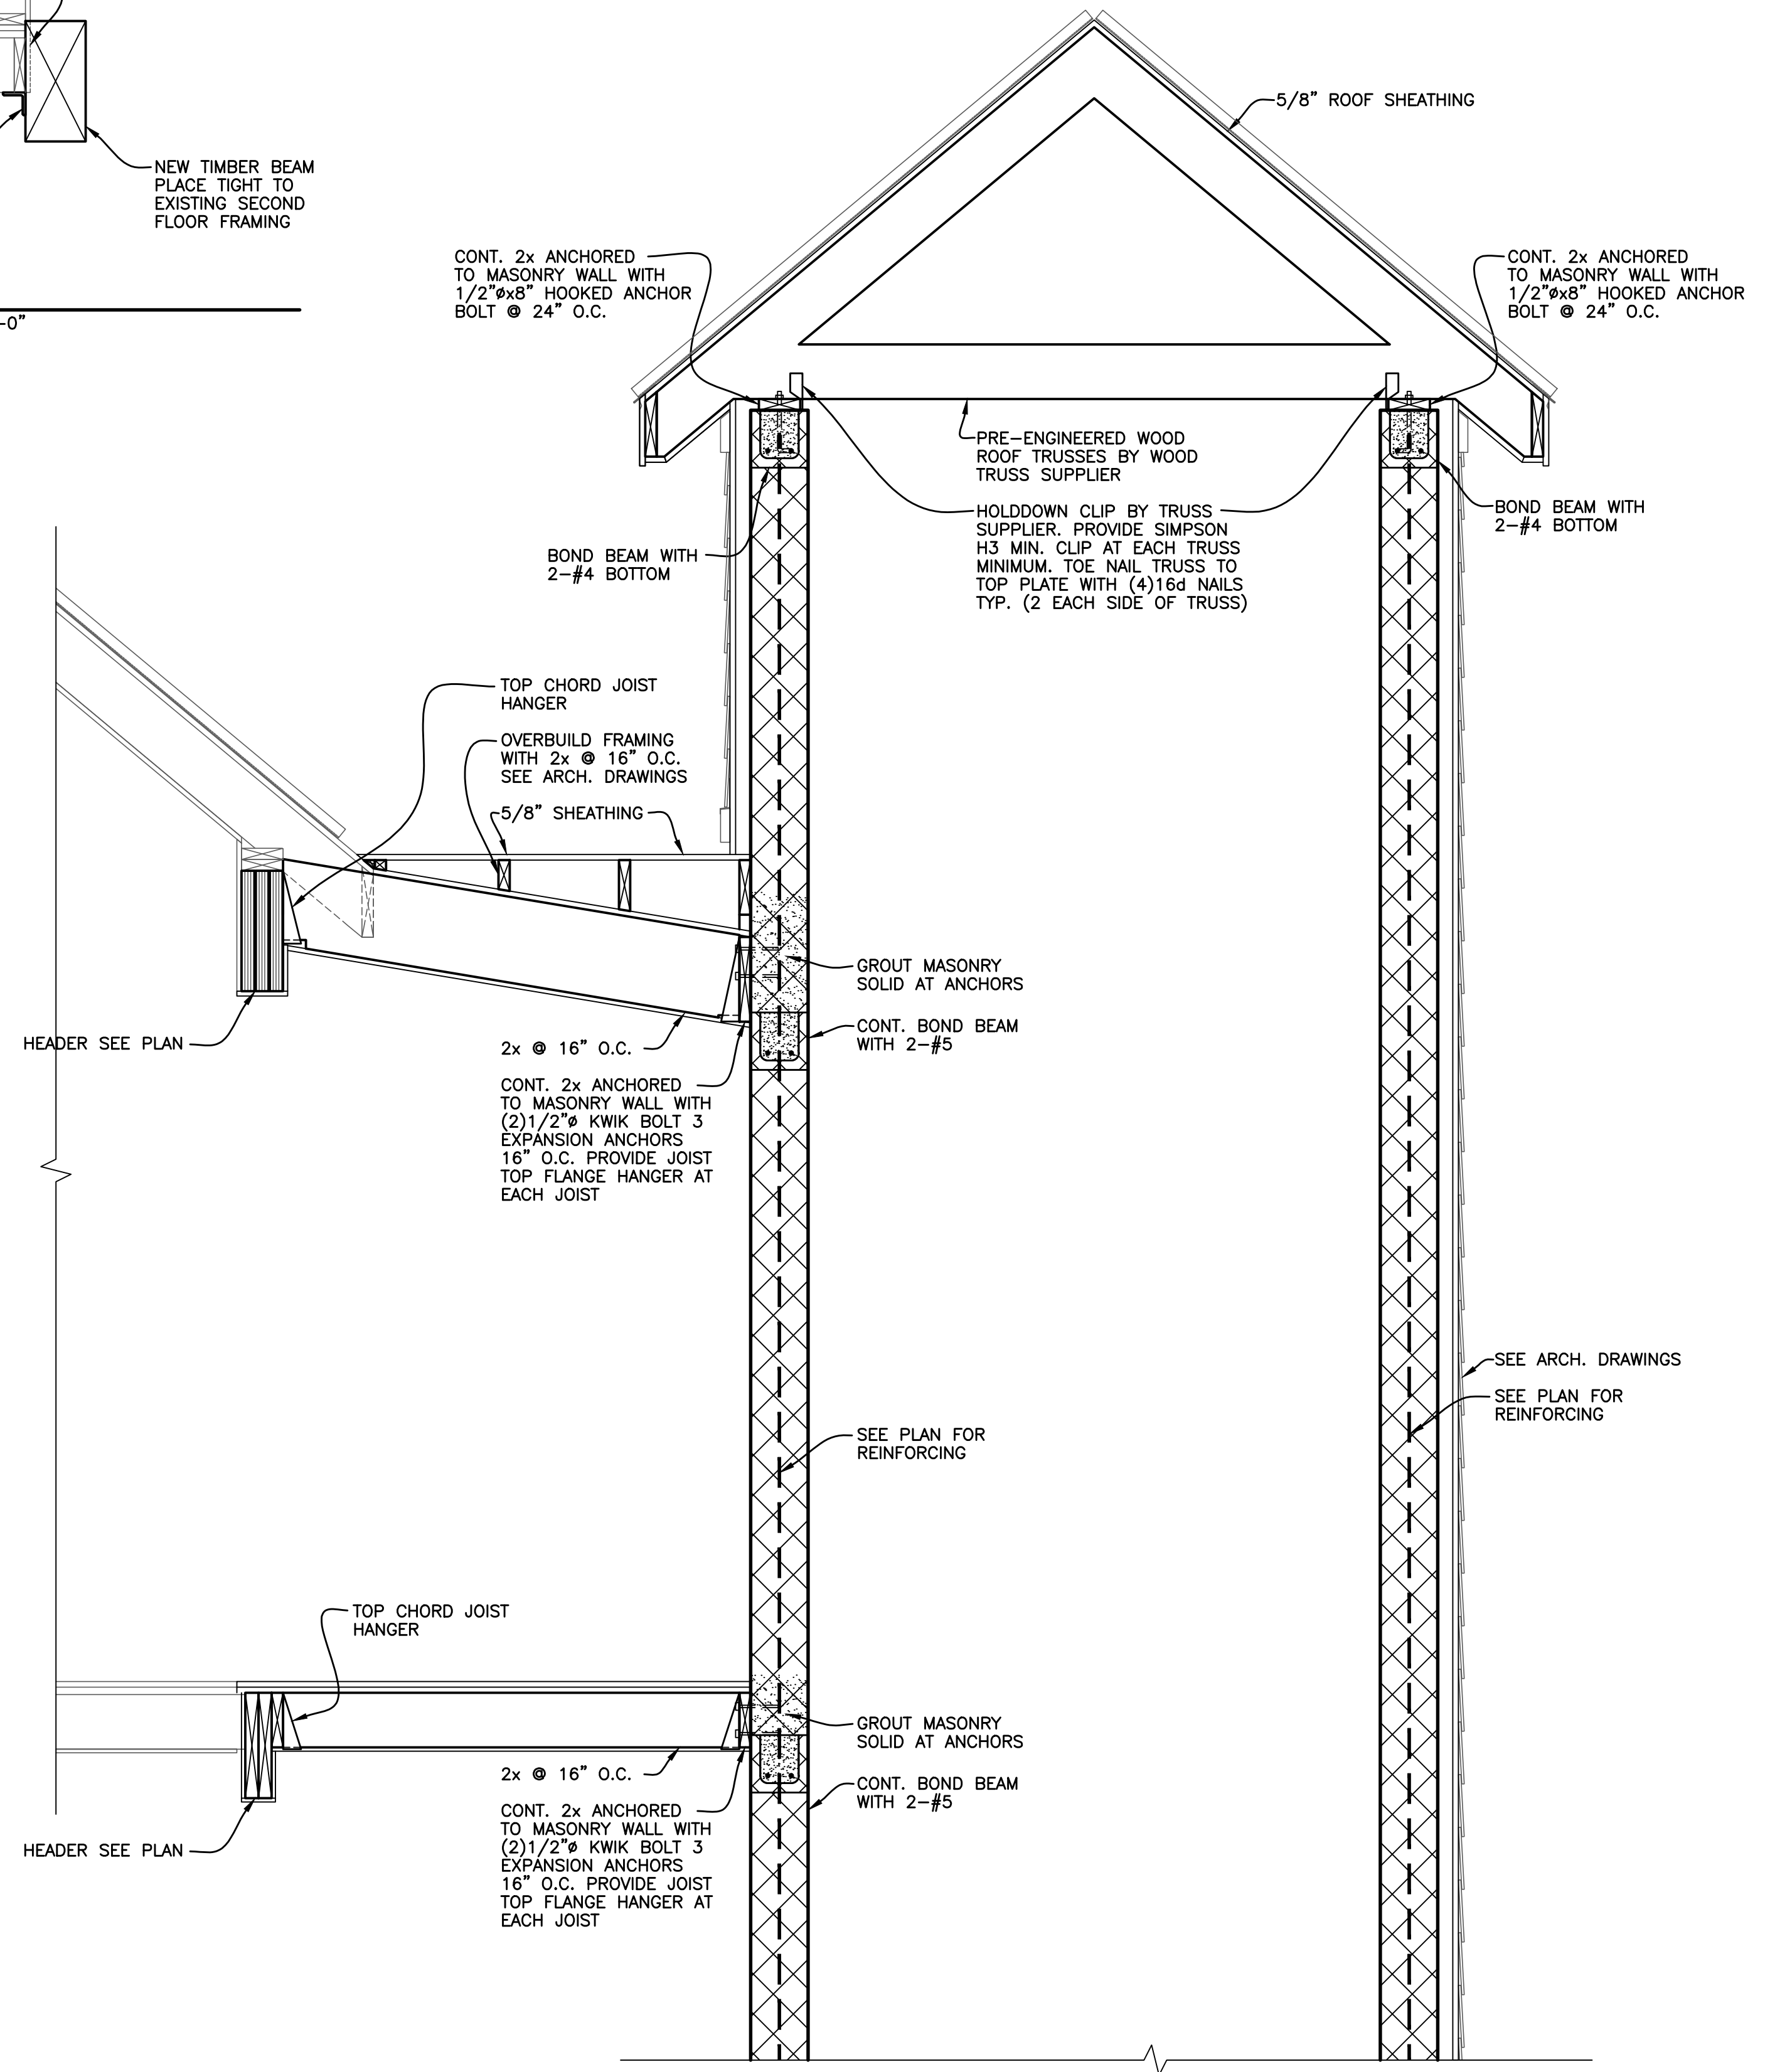 NEW TIMBER BEAM
PLACE TIGHT TO
EXISTING SECOND
FLOOR FRAMING
-0"
5/8" ROOF SHEATHING
CONT. 2x ANCHORED
TO MASONRY WALL WITH
1/2"øx8" HOOKED ANCHOR
BOLT @ 24" O.C.
CONT. 2x ANCHORED
TO MASONRY WALL WITH
1/2"øx8" HOOKED ANCHOR
BOLT @ 24" O.C.
PRE-ENGINEERED WOOD
ROOF TRUSSES BY WOOD
TRUSS SUPPLIER
HOLDDOWN CLIP BY TRUSS
SUPPLIER. PROVIDE SIMPSON
H3 MIN. CLIP AT EACH TRUSS
MINIMUM. TOE NAIL TRUSS TO
TOP PLATE WITH (4)16d NAILS
TYP. (2 EACH SIDE OF TRUSS)
BOND BEAM WITH
2-#4 BOTTOM
BOND BEAM WITH
2-#4 BOTTOM
TOP CHORD JOIST
HANGER
OVERBUILD FRAMING
WITH 2x @ 16" O.C.
SEE ARCH. DRAWINGS
5/8" SHEATHING
GROUT MASONRY
SOLID AT ANCHORS
CONT. BOND BEAM
WITH 2-#5
HEADER SEE PLAN
2x @ 16" O.C.
CONT. 2x ANCHORED
TO MASONRY WALL WITH
(2)1/2"ø KWIK BOLT 3
EXPANSION ANCHORS
16" O.C. PROVIDE JOIST
TOP FLANGE HANGER AT
EACH JOIST
SEE ARCH. DRAWINGS
SEE PLAN FOR
REINFORCING
SEE PLAN FOR
REINFORCING
TOP CHORD JOIST
HANGER
GROUT MASONRY
SOLID AT ANCHORS
CONT. BOND BEAM
WITH 2-#5
2x @ 16" O.C.
CONT. 2x ANCHORED
TO MASONRY WALL WITH
(2)1/2"ø KWIK BOLT 3
EXPANSION ANCHORS
16" O.C. PROVIDE JOIST
TOP FLANGE HANGER AT
EACH JOIST
HEADER SEE PLAN